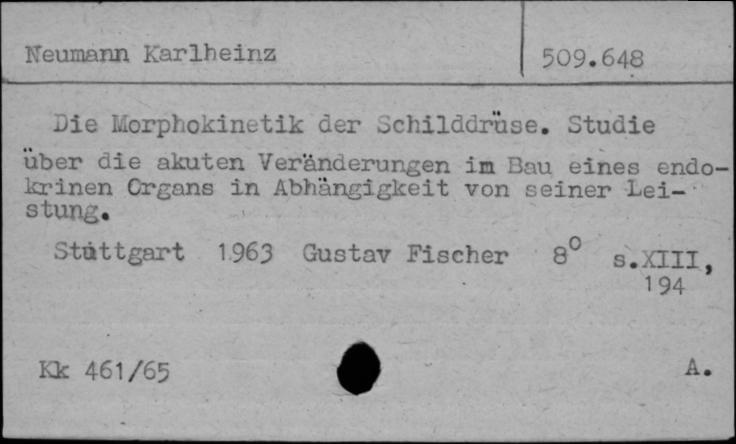 Neumann Karlheinz 509.648
Die Morphokinetik der Schilddrüse. Studie
über die akuten Veränderungen im Bau eines endo-
krinen Organs in Abhängigkeit von seiner Lei-
stung.
Stuttgart 1963 Gustav Fischer 8° s.XIII,
194
Kk 461/65 A.